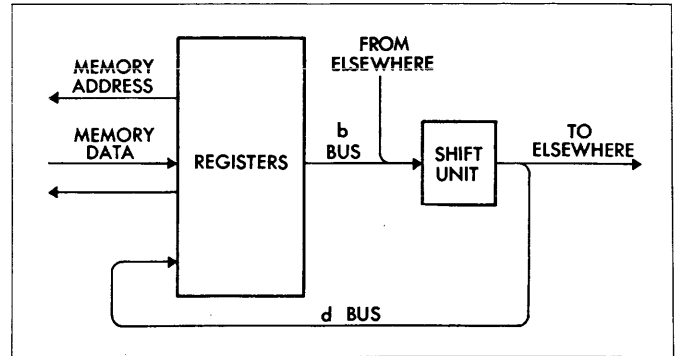 FROM
ELSEWHERE
MEMORY
ADDRESS
MEMORY
DATA
REGISTERS
b
BUS
SHIFT
UNIT
TO
ELSEWHERE
d BUS